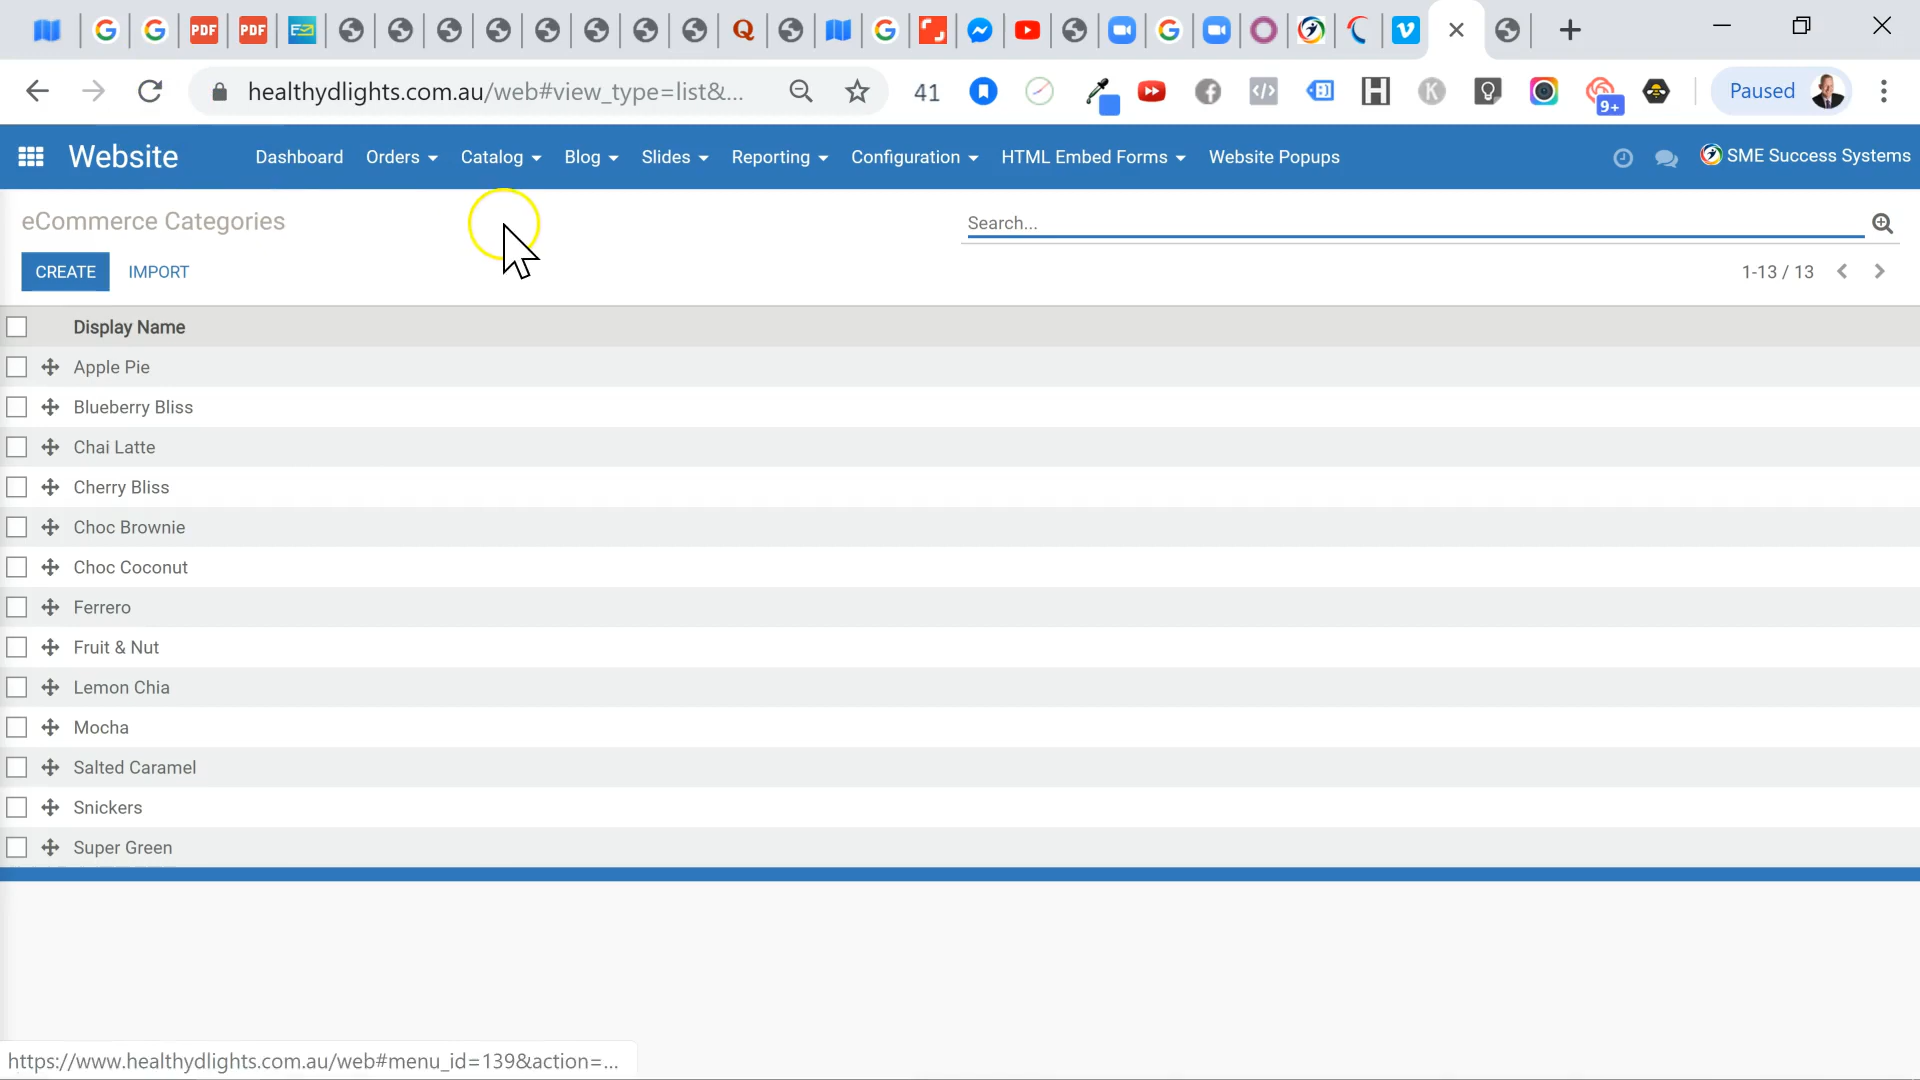 PDF
PDF
Q
healthydlights.com.au/web#view_type=list&...
41
9+
Paused
Website
Dashboard
Orders
Catalog
Blog
Slides
Reporting
Configuration
HTML Embed Forms
Website Popups
SME Success Systems
eCommerce Categories
Search...
CREATE
IMPORT
1-13 / 13
Display Name
Apple Pie
Blueberry Bliss
Chai Latte
Cherry Bliss
Choc Brownie
Choc Coconut
Ferrero
Fruit & Nut
Lemon Chia
Mocha
Salted Caramel
Snickers
Super Green
https://www.healthydlights.com.au/web#menu_id=139&action=...